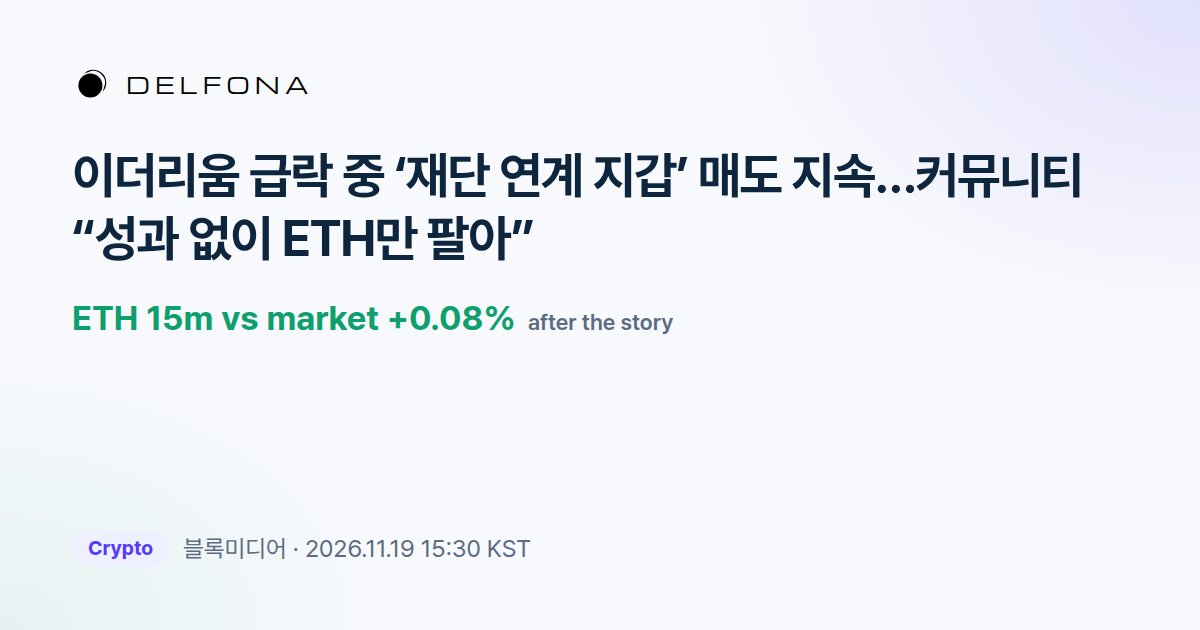 DELFONA
이더리움 급락 중 ‘재단 연계 지갑’ 매도 지속…커뮤니티
“성과 없이 ETH만 팔아”
ETH 15m vs market +0.08% after the story
Crypto 블록미디어 · 2026.11.19 15:30 KST